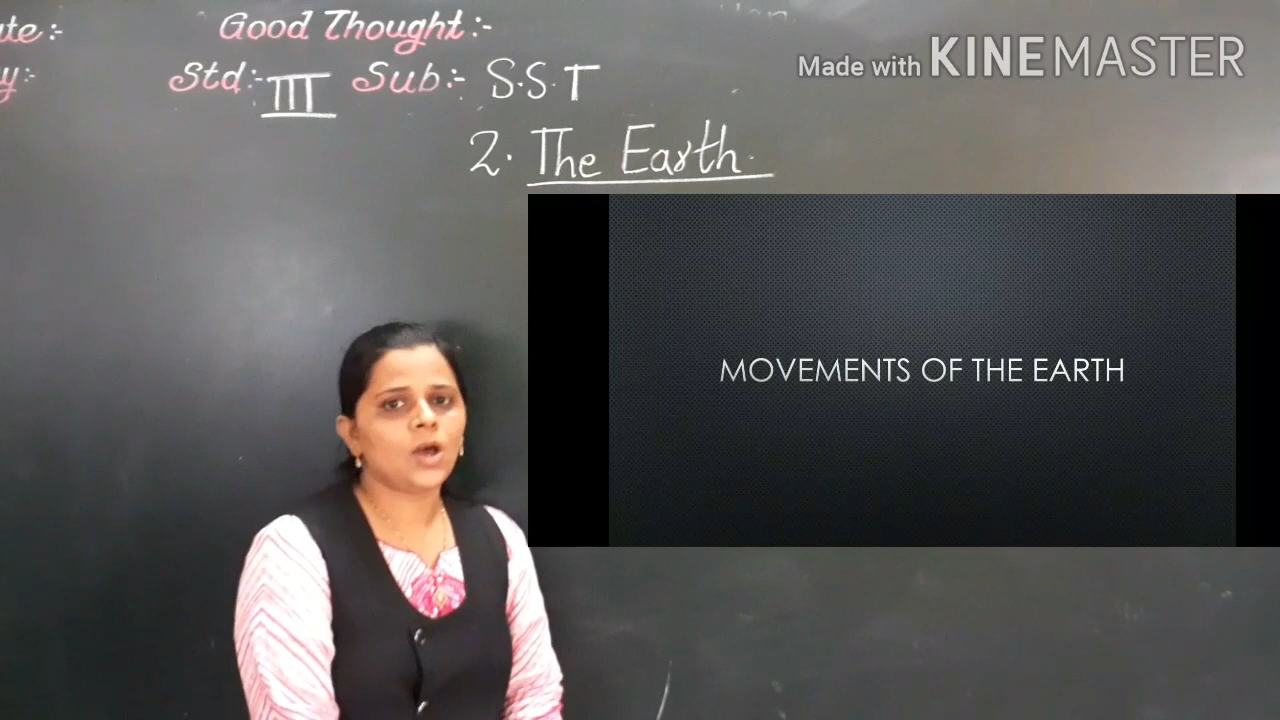 ate:- Good Thought:-
Made with KINEMASTER
y:- Std:- III Sub:- S.S.T
2. The Earth.
MOVEMENTS OF THE EARTH